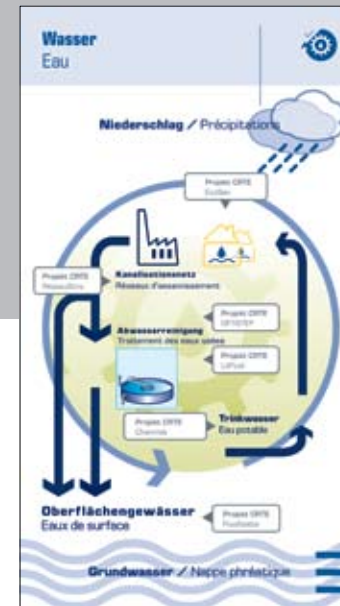 Wasser
Eau
Niederschlag / Précipitations
Projekt CRTE
Projekt CRTE
Kanalisationsnetz
Réseaux d'assainissement
Projekt CRTE
Abwasserreinigung
Traitement des eaux usées
Projekt CRTE
Projekt CRTE
Trinkwasser
Eau potable
Oberflächengewässer
Eaux de surface
Projekt CRTE
Grundwasser / Nappe phréatique